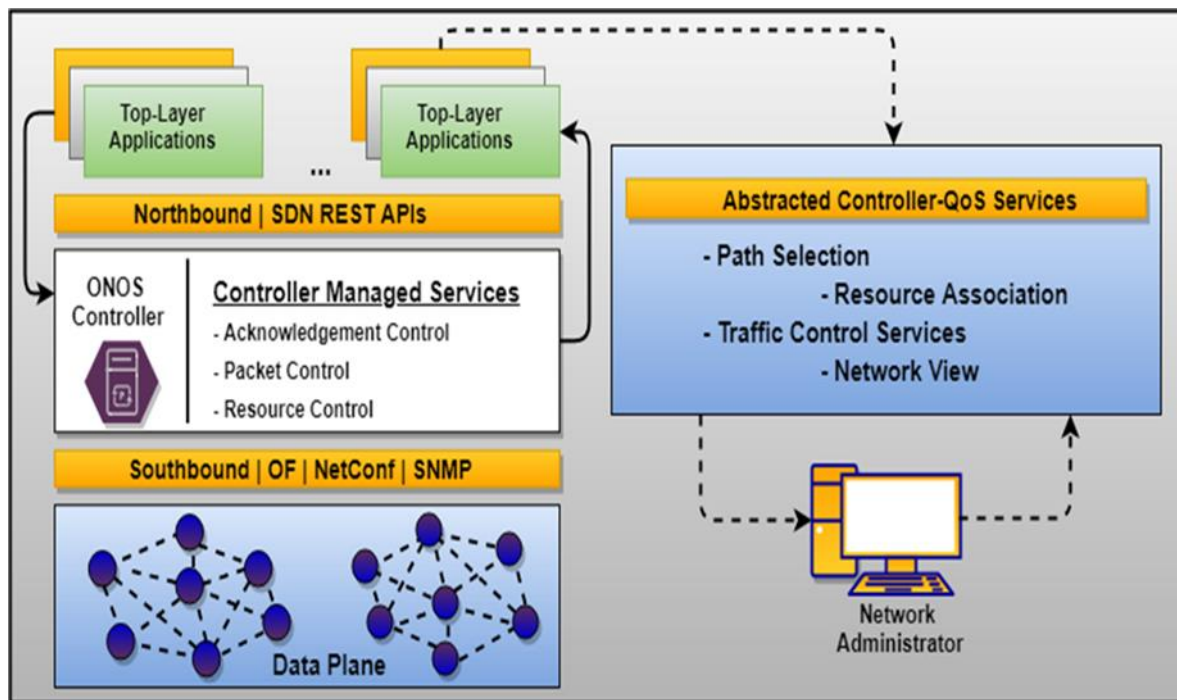 Top-Layer
Applications
...
Top-Layer
Applications
Northbound | SDN REST APIs
ONOS
Controller
Controller Managed Services
- Acknowledgement Control
- Packet Control
- Resource Control
Southbound | OF | NetConf | SNMP
Data Plane
Abstracted Controller-QoS Services
- Path Selection
- Resource Association
- Traffic Control Services
- Network View
Network
Administrator